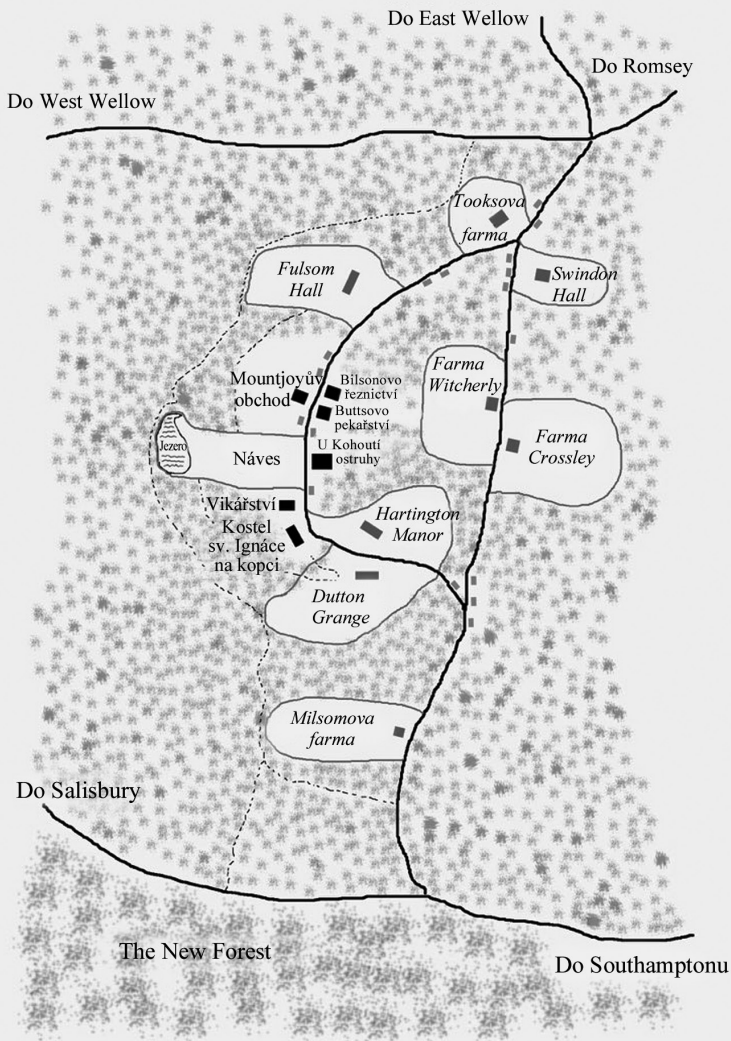 Do East Wellow
Do Romsey
Do West Wellow
Tooksova
farma
Fulsom
Hall
Swindon
Hall
Mountjoyův
obchod
Bilsonovo
řeznictví
Buttsovo
pekařství
Farma
Witcherly
Farma
Crossley
Jezero
Náves
U Kohoutí
ostruhy
Vikářství
Kostel
sv. Ignáce
na kopci
Hartington
Manor
Dutton
Grange
Milsomova
farma
Do Salisbury
The New Forest
Do Southamptonu